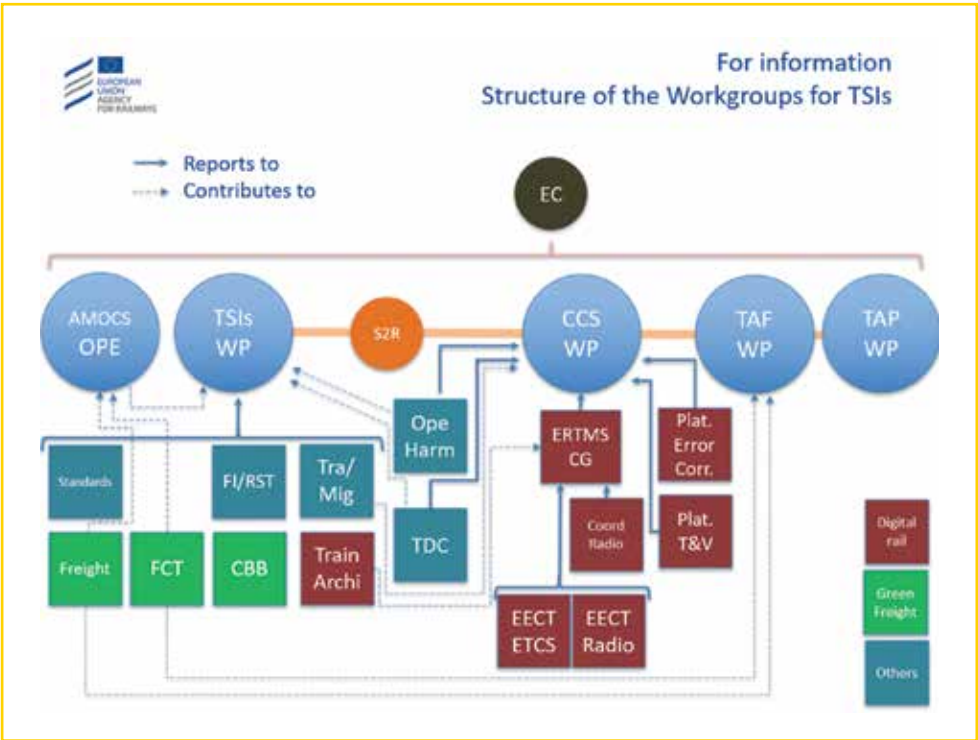 EUROPEAN
UNION
AGENCY
FOR RAILWAYS
For information
Structure of the Workgroups for TSIs
Reports to
Contributes to
EC
AMOCS
OPE
TSIs
WP
S2R
CCS
WP
TAF
WP
TAP
WP
Ope
Harm
ERTMS
CG
Plat.
Error
Corr.
Standards
FI/RST
Tra/
Mig
TDC
Coord
Radio
Plat.
T&V
Freight
FCT
CBB
Train
Archi
EECT
ETCS
EECT
Radio
Digital
rail
Green
Freight
Others